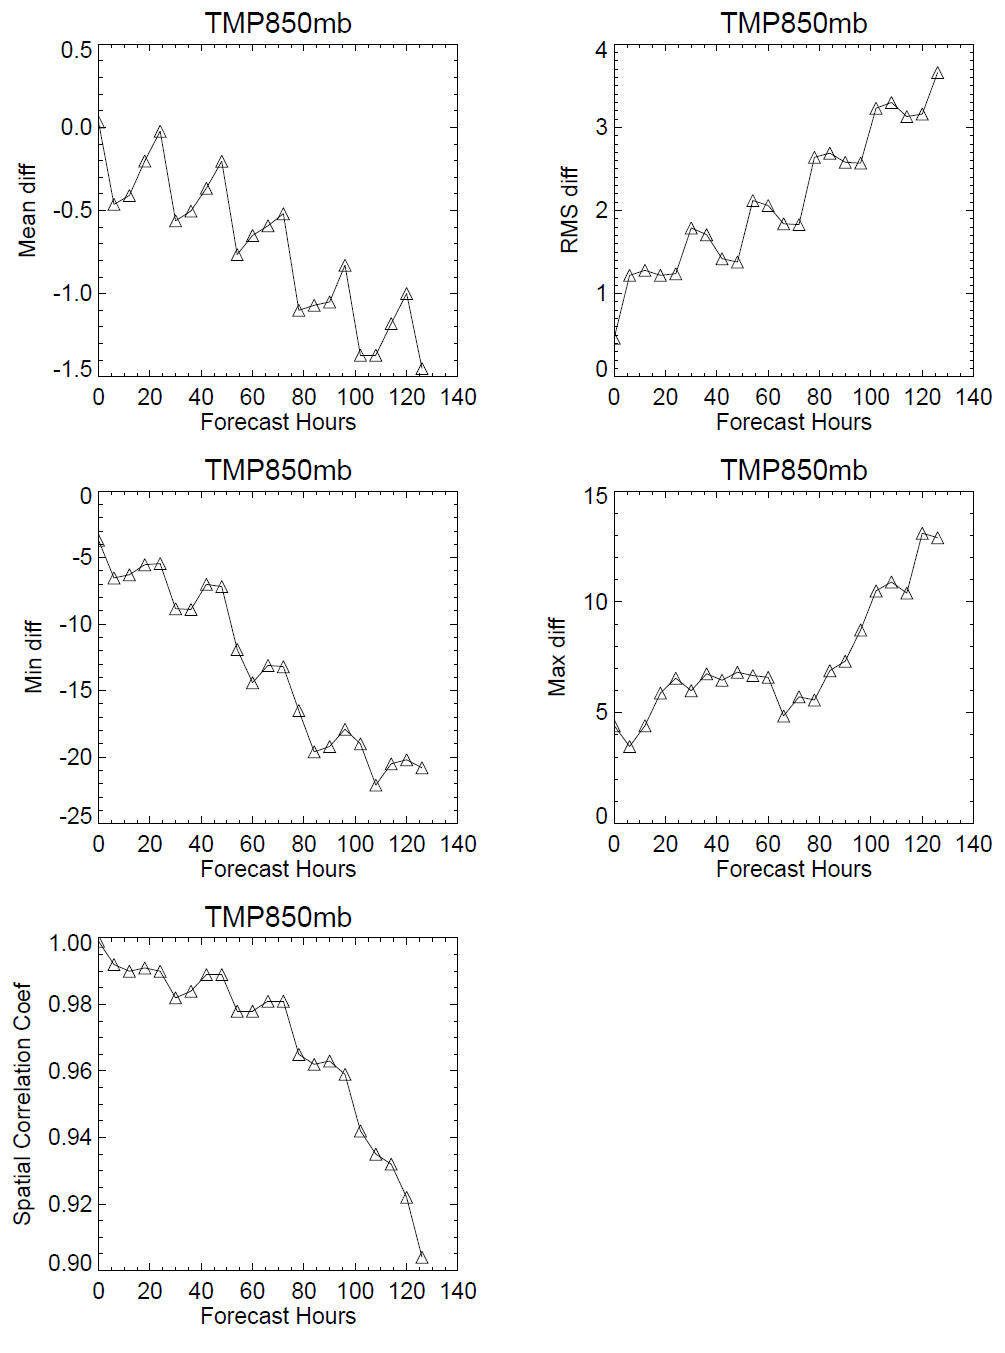 TMP850mb
0.5
0.0
-0.5
-1.0
-1.5
Mean diff
0 20 40 60 80 100 120 140
Forecast Hours
TMP850mb
4
3
2
1
0
RMS diff
0 20 40 60 80 100 120 140
Forecast Hours
TMP850mb
0
-5
-10
-15
-20
-25
Min diff
0 20 40 60 80 100 120 140
Forecast Hours
TMP850mb
15
10
5
0
Max diff
0 20 40 60 80 100 120 140
Forecast Hours
TMP850mb
1.00
0.98
0.96
0.94
0.92
0.90
Spatial Correlation Coef
0 20 40 60 80 100 120 140
Forecast Hours